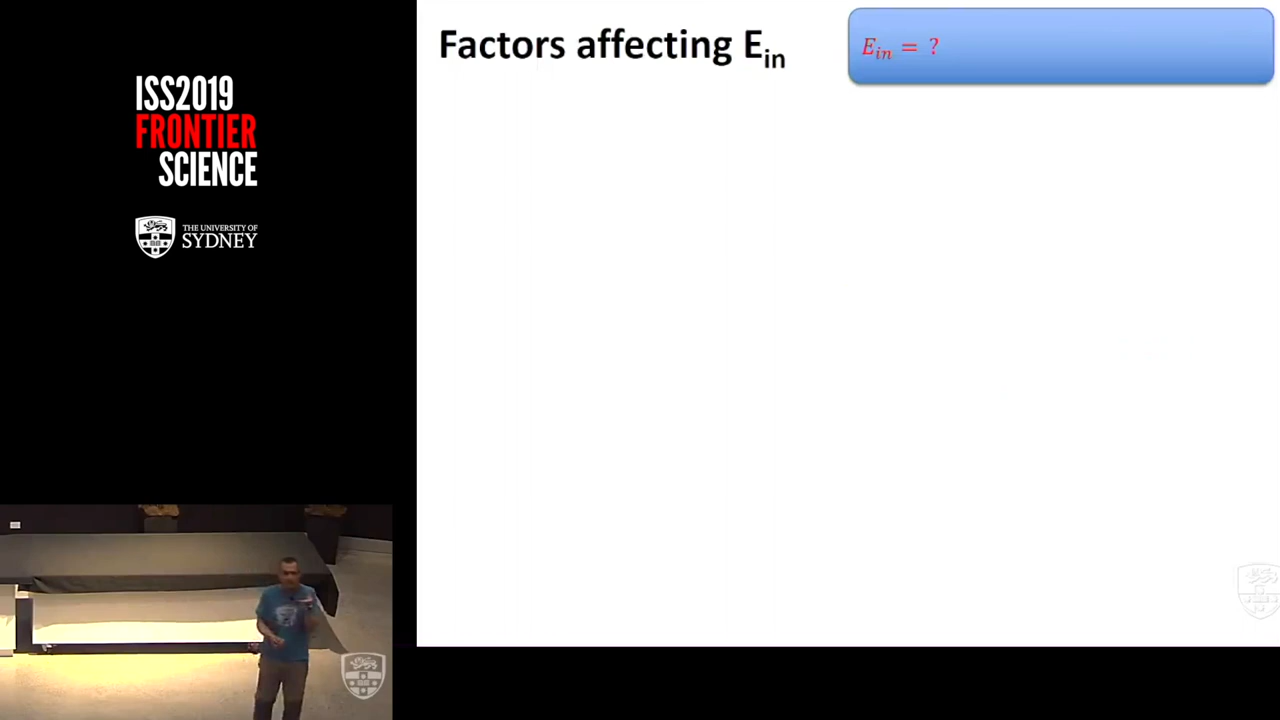 ISS2019
FRONTIER
SCIENCE
THE UNIVERSITY OF
SYDNEY
Factors affecting E_in
E_in = ?